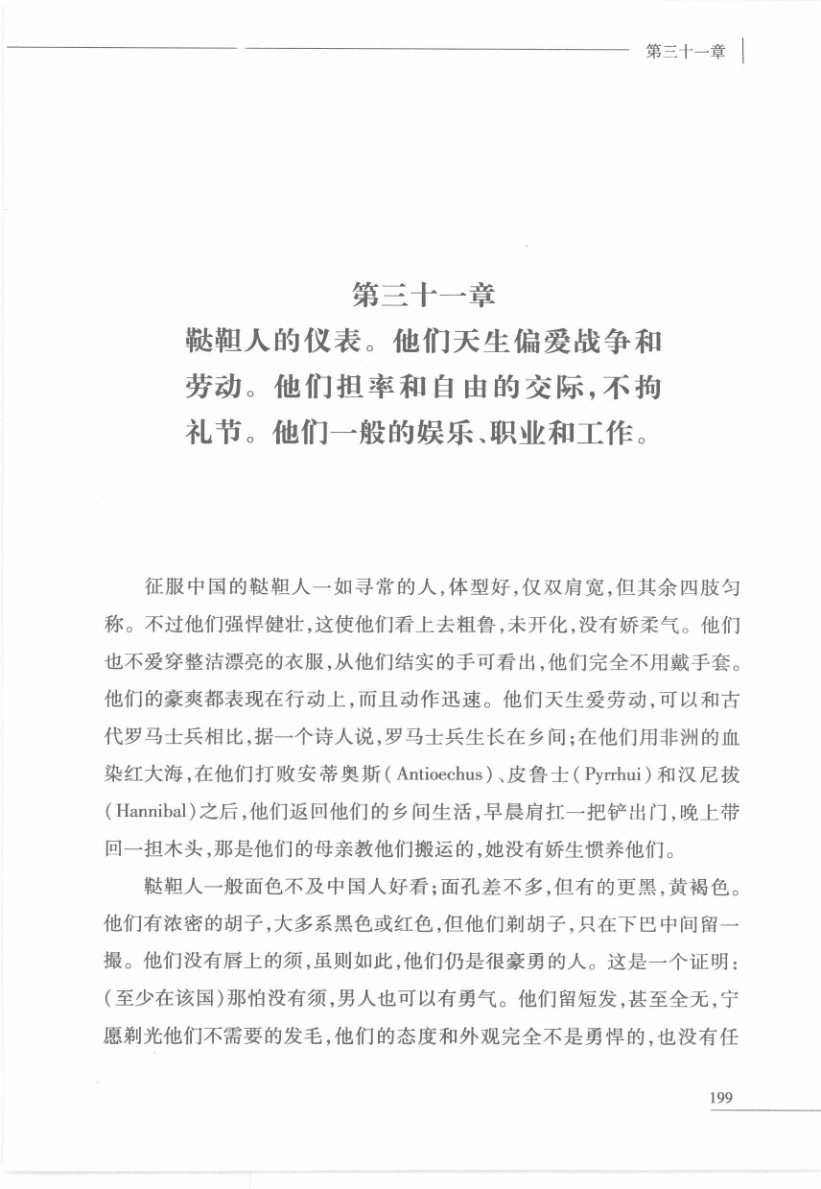 第三十一章
第三十一章
鞑靼人的仪表。他们天生偏爱战争和
劳动。他们担率和自由的交际,不拘
礼节。他们一般的娱乐、职业和工作。
征服中国的鞑靼人一如寻常的人,体型好,仅双肩宽,但其余四肢匀
称。不过他们强悍健壮,这使他们看上去粗鲁,未开化,没有娇柔气。他们
也不爱穿整洁漂亮的衣服,从他们结实的手可看出,他们完全不用戴手套。
他们的豪爽都表现在行动上,而且动作迅速。他们天生爱劳动,可以和古
代罗马士兵相比,据一个诗人说,罗马士兵生长在乡间;在他们用非洲的血
染红大海,在他们打败安蒂奥斯(Antioechus)、皮鲁士(Pyrrhui)和汉尼拔
(Hannibal)之后,他们返回他们的乡间生活,早晨肩扛一把铲出门,晚上带
回一担木头,那是他们的母亲教他们搬运的,她没有娇生惯养他们。
鞑靼人一般面色不及中国人好看;面孔差不多,但有的更黑,黄褐色。
他们有浓密的胡子,大多系黑色或红色,但他们剃胡子,只在下巴中间留一
撮。他们没有唇上的须,虽则如此,他们仍是很豪勇的人。这是一个证明:
(至少在该国)那怕没有须,男人也可以有勇气。他们留短发,甚至全无,宁
愿剃光他们不需要的发毛,他们的态度和外观完全不是勇悍的,也没有任
199